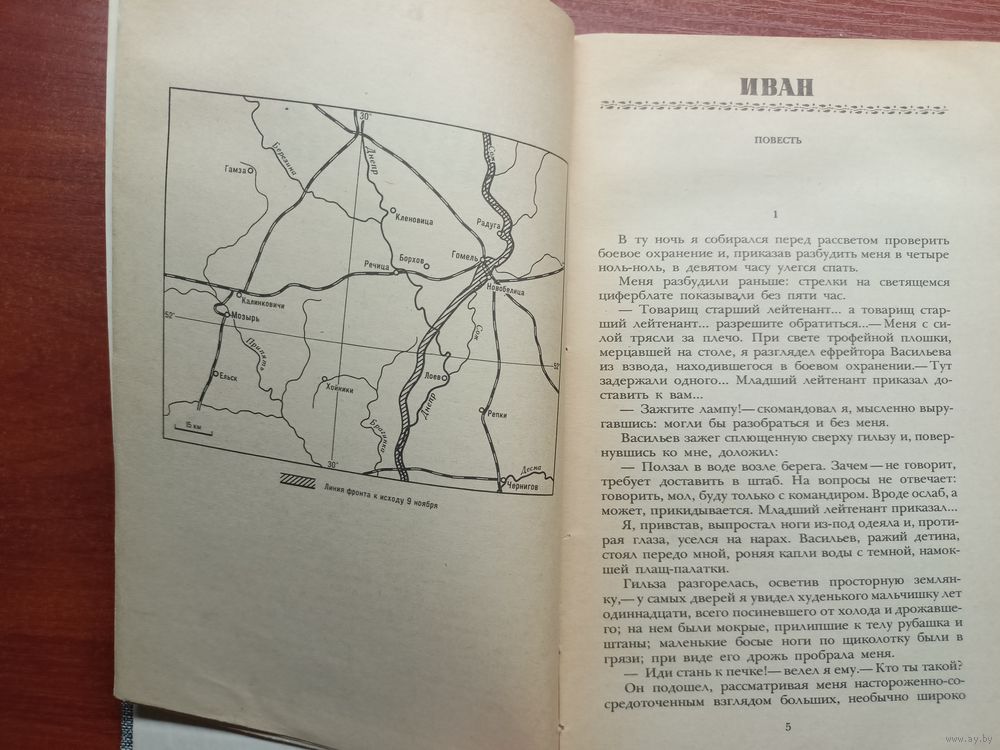 30°
Березина
Днепр
Сож
Гамза
Кленовица
Радуга
Гомель
Борхов
Речица
Новобелица
Калинковичи
52°
Мозырь
Сож
52°
Припять
Лоев
Ельск
Хойники
Днепр
Репки
Брагинка
15 км
30°
Десна
Чернигов
Линия фронта к исходу 9 ноября
ИВАН
ПОВЕСТЬ
1
В ту ночь я собирался перед рассветом проверить
боевое охранение и, приказав разбудить меня в четыре
ноль-ноль, в девятом часу улегся спать.
Меня разбудили раньше: стрелки на светящемся
циферблате показывали без пяти час.
— Товарищ старший лейтенант... а товарищ стар-
ший лейтенант... разрешите обратиться...— Меня с си-
лой трясли за плечо. При свете трофейной плошки,
мерцавшей на столе, я разглядел ефрейтора Васильева
из взвода, находившегося в боевом охранении.— Тут
задержали одного... Младший лейтенант приказал до-
ставить к вам...
— Зажгите лампу!— скомандовал я, мысленно выру-
гавшись: могли бы разобраться и без меня.
Васильев зажег сплющенную сверху гильзу и, повер-
нувшись ко мне, доложил:
— Ползал в воде возле берега. Зачем — не говорит,
требует доставить в штаб. На вопросы не отвечает:
говорить, мол, буду только с командиром. Вроде ослаб, а
может, прикидывается. Младший лейтенант приказал...
Я, привстав, выпростал ноги из-под одеяла и, проти-
рая глаза, уселся на нарах. Васильев, ражий детина,
стоял передо мной, роняя капли воды с темной, намок-
шей плащ-палатки.
Гильза разгорелась, осветив просторную землян-
ку,— у самых дверей я увидел худенького мальчишку лет
одиннадцати, всего посиневшего от холода и дрожавше-
го; на нем были мокрые, прилипшие к телу рубашка и
штаны; маленькие босые ноги по щиколотку были в
грязи; при виде его дрожь пробрала меня.
— Иди стань к печке!— велел я ему.— Кто ты такой?
Он подошел, рассматривая меня настороженно-со-
средоточенным взглядом больших, необычно широко
5
www.ay.by